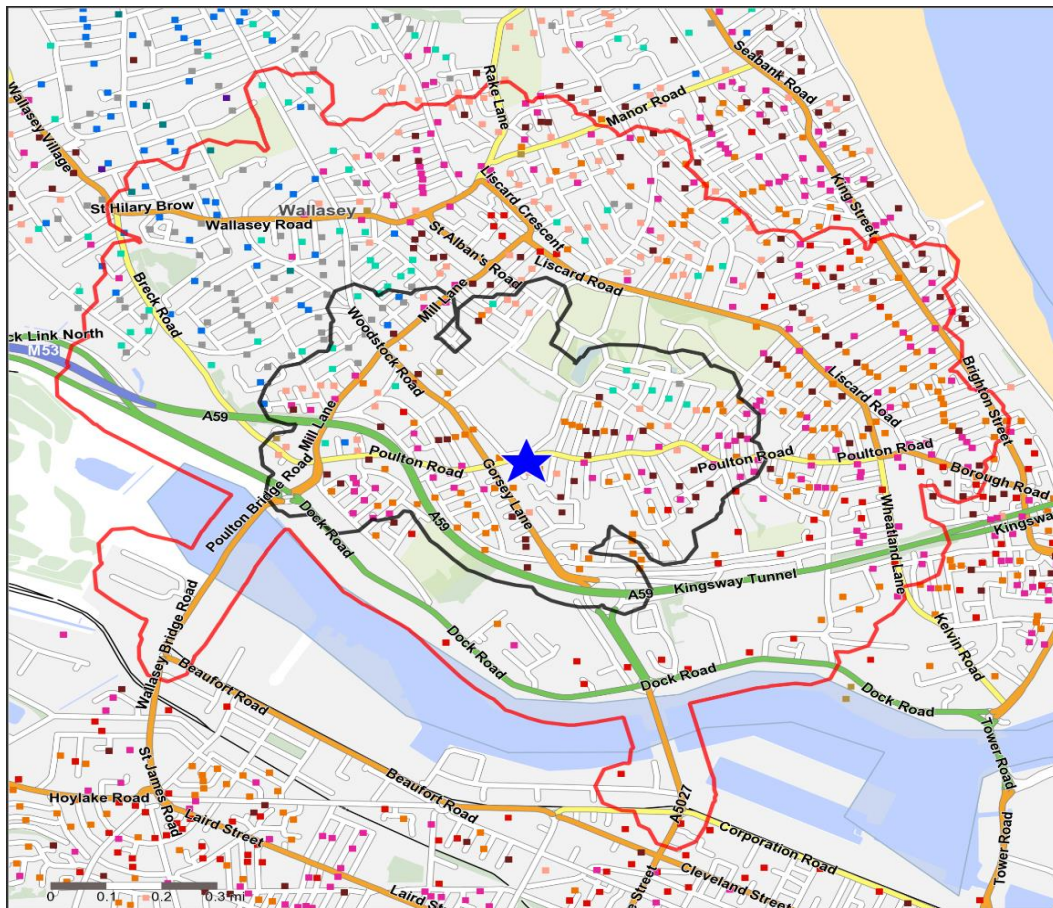 Seabank Road
Rake Lane
Manor Road
Wallasey Village
Liscard Crescent
King Street
St Hilary Brow
Wallasey
Wallasey Road
St Alban's Road
Liscard Road
Breck Road
Mill Lane
Woodstock Road
ck Link North
M53
Brighton Street
Liscard Road
A59
Mill Lane
Poulton Road
Poulton Road
Poulton Road
Borough Road
Gorsey Lane
Poulton Bridge Road
Dock Road
A59
Wheatland Lane
Kingswa
Kingsway Tunnel
A59
Wallasey Bridge Road
Dock Road
Kelvin Road
Beaufort Road
Dock Road
Dock Road
Tower Road
St James Road
Beaufort Road
A5027
Hoylake Road
Laird Street
Corporation Road
Tower Road
Cleveland Street
Laird St
e Street
0 0.1 0.2 0.3 mi